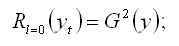 R_{l=0}(y_t) = G^2(y);